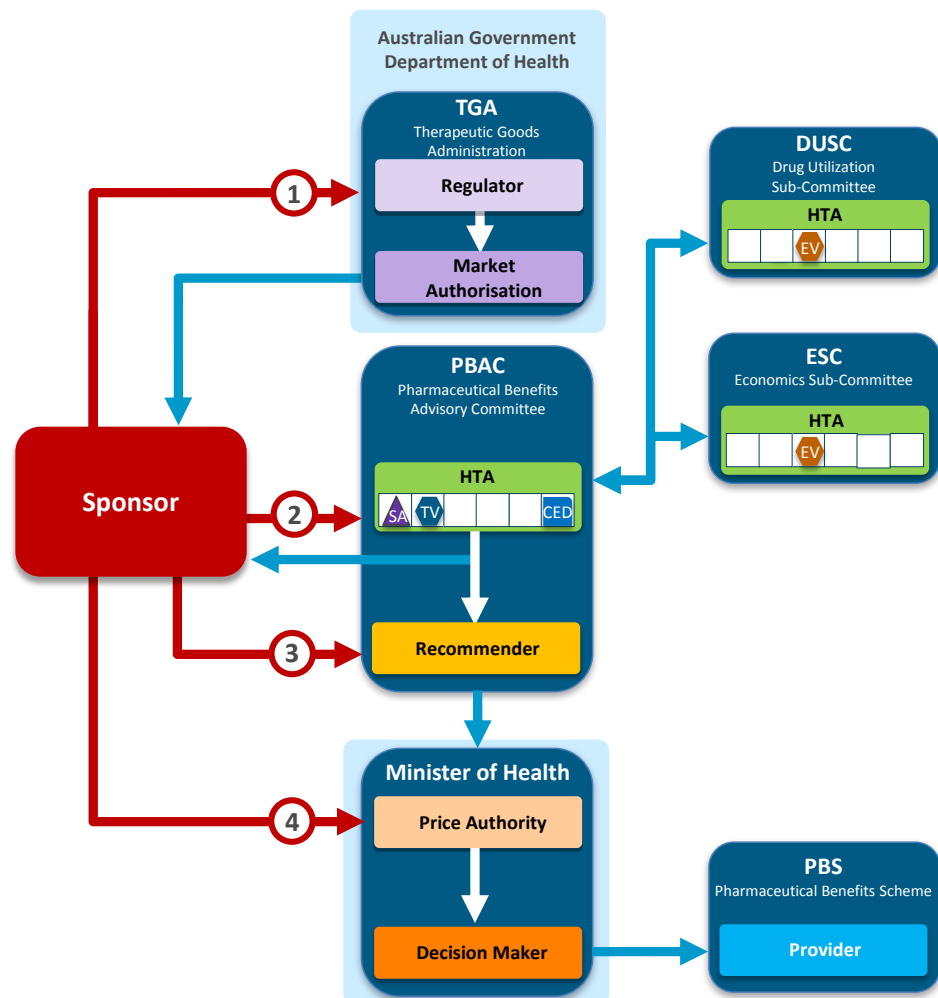 Australian Government
Department of Health
TGA
Therapeutic Goods
Administration
Regulator
Market
Authorisation
1
DUSC
Drug Utilization
Sub-Committee
HTA
EV
ESC
Economics Sub-Committee
HTA
EV
PBAC
Pharmaceutical Benefits
Advisory Committee
HTA
SA
TV
CED
Recommender
Sponsor
2
3
4
Minister of Health
Price Authority
Decision Maker
PBS
Pharmaceutical Benefits Scheme
Provider